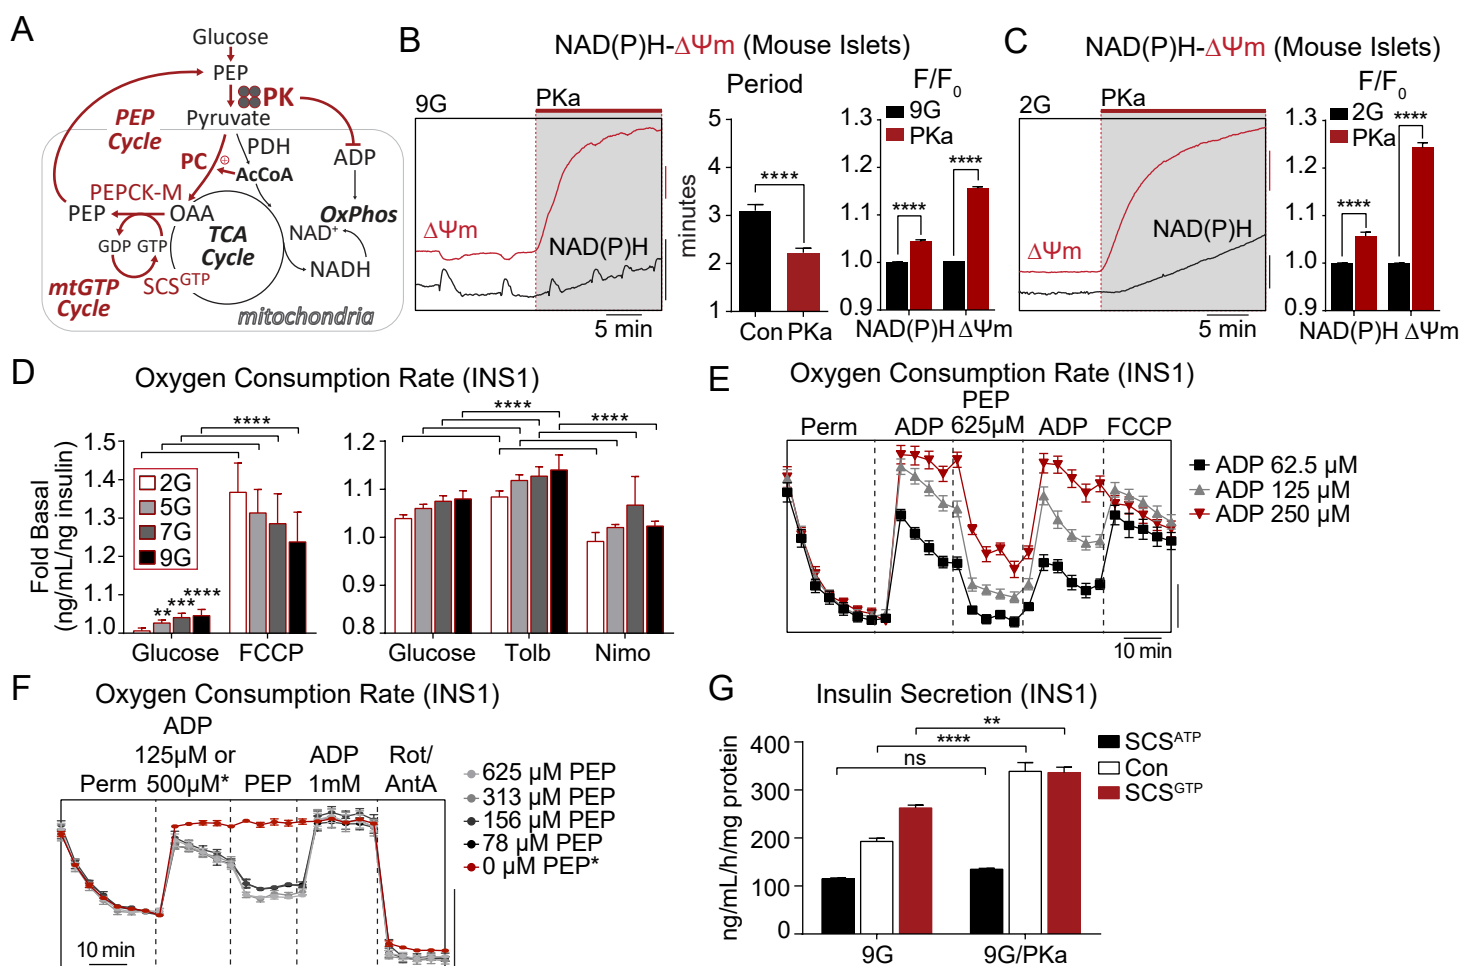 A
Glucose
PEP
PK
Pyruvate
PEP
Cycle
PDH
ADP
PC
⊕
AcCoA
PEPCK-M
PEP
OAA
OxPhos
GDP
GTP
TCA
Cycle
NAD+
NADH
mtGTP
Cycle
SCSGTP
mitochondria
B
NAD(P)H-ΔΨm (Mouse Islets)
9G
PKa
ΔΨm
NAD(P)H
5 min
Period
minutes
5
4
3
2
1
****
Con PKa
F/F0
9G
PKa
1.3
1.2
1.1
1.0
0.9
****
****
NAD(P)H ΔΨm
C
NAD(P)H-ΔΨm (Mouse Islets)
2G
PKa
ΔΨm
NAD(P)H
5 min
F/F0
2G
PKa
1.3
1.2
1.1
1.0
0.9
****
****
NAD(P)H ΔΨm
D
Oxygen Consumption Rate (INS1)
Fold Basal
(ng/mL/ng insulin)
1.5
1.4
1.3
1.2
1.1
1.0
2G
5G
7G
9G
****
**
***
****
Glucose FCCP
1.2
1.1
1.0
0.9
0.8
****
****
Glucose Tolb Nimo
E
Oxygen Consumption Rate (INS1)
Perm
ADP
PEP
625μM
ADP
FCCP
ADP 62.5 μM
ADP 125 μM
ADP 250 μM
10 min
F
Oxygen Consumption Rate (INS1)
Perm
ADP
125μM or
500μM*
PEP
ADP
1mM
Rot/
AntA
625 μM PEP
313 μM PEP
156 μM PEP
78 μM PEP
0 μM PEP*
10 min
G
Insulin Secretion (INS1)
ng/mL/h/mg protein
400
300
200
100
0
**
****
ns
SCSATP
Con
SCSGTP
9G
9G/PKa